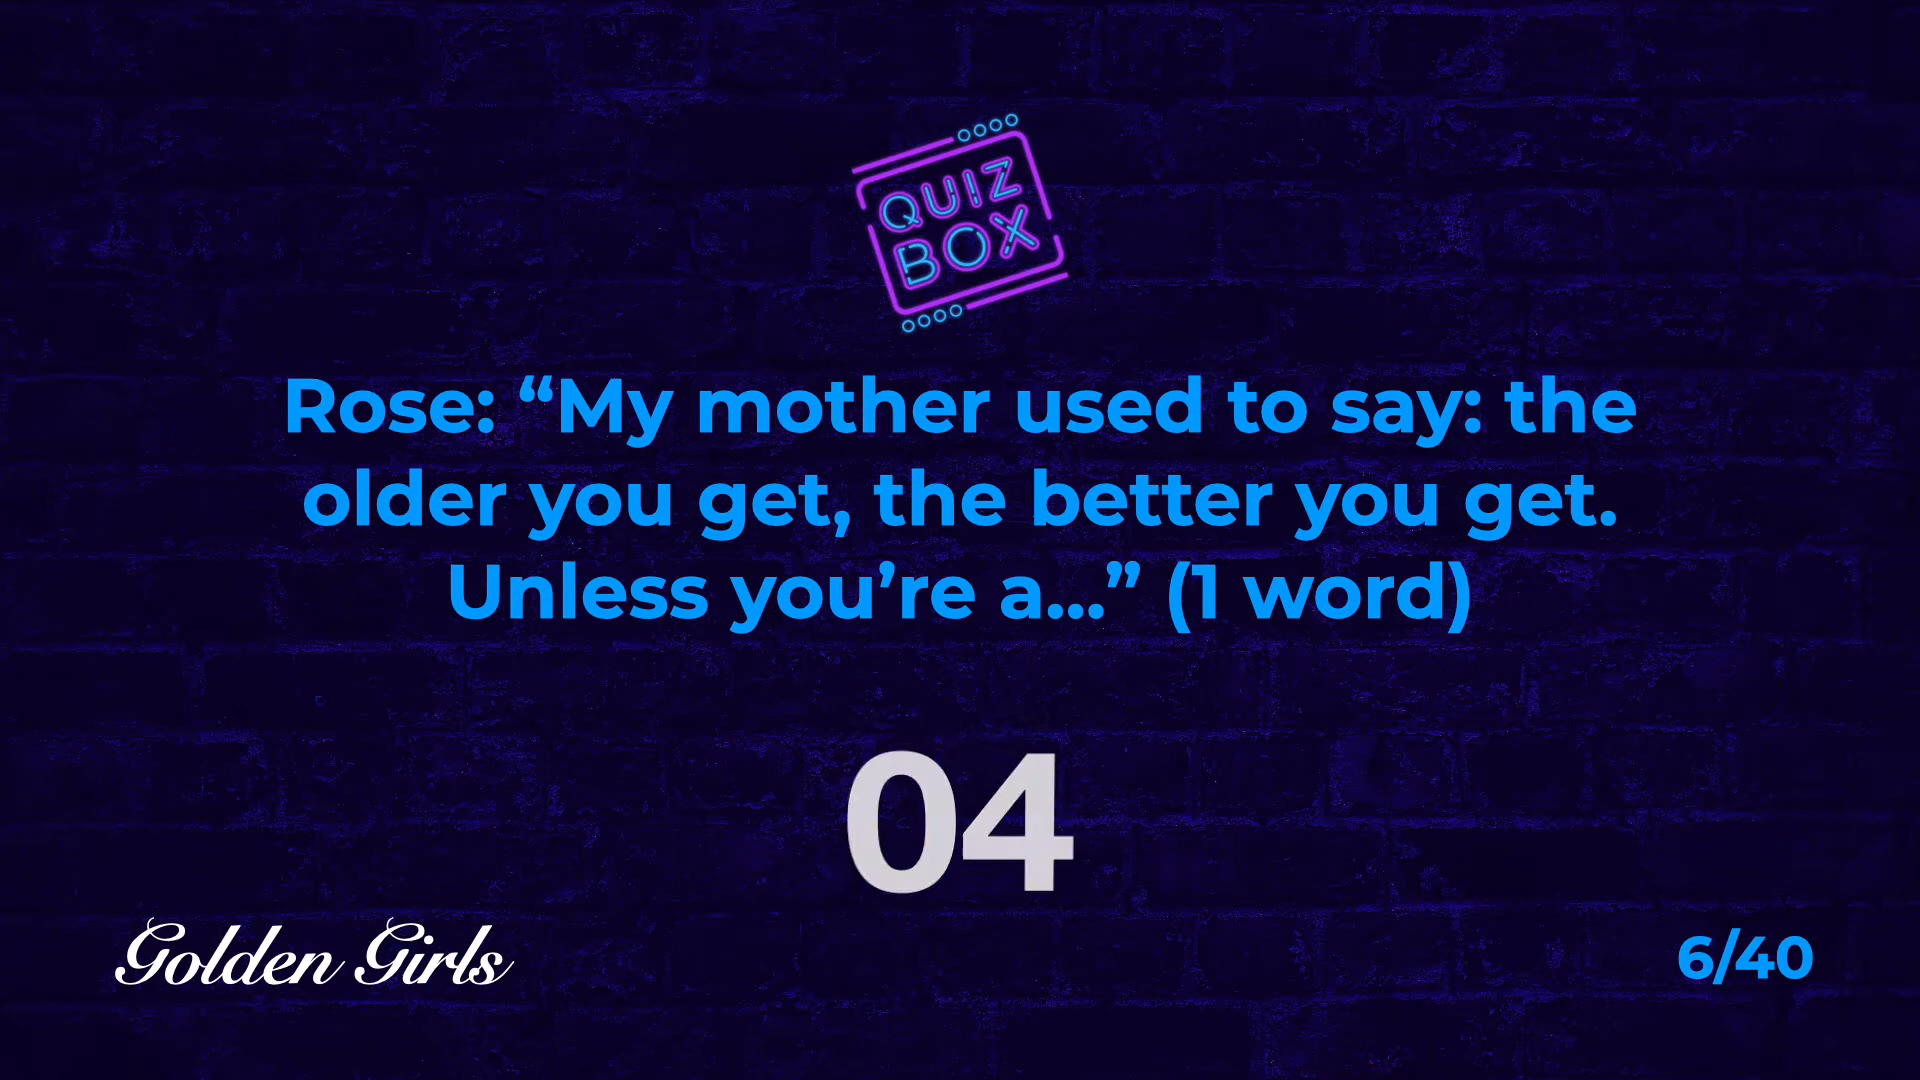 QUIZ
BOX
Rose: “My mother used to say: the
older you get, the better you get.
Unless you’re a...” (1 word)
04
Golden Girls
6/40